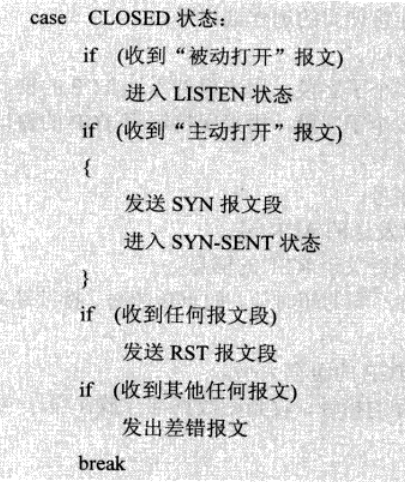 case CLOSED 状态：
if (收到“被动打开”报文)
进入 LISTEN 状态
if (收到“主动打开”报文)
{
发送 SYN 报文段
进入 SYN-SENT 状态
}
if (收到任何报文段)
发送 RST 报文段
if (收到其他任何报文)
发出差错报文
break